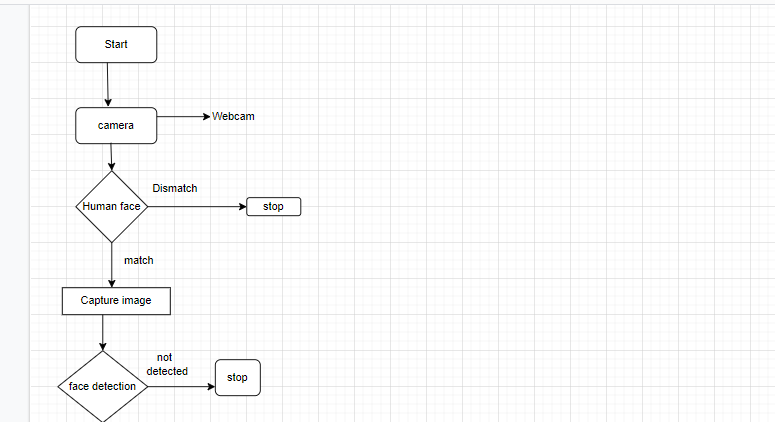 Start
camera
Webcam
Dismatch
Human face
stop
match
Capture image
not
detected
face detection
stop